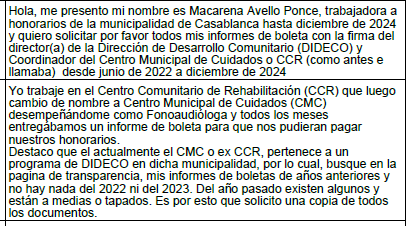 Hola, me presento mi nombre es Macarena Avello Ponce, trabajadora a
honorarios de la municipalidad de Casablanca hasta diciembre de 2024
y quiero solicitar por favor todos mis informes de boleta con la firma del
director(a) de la Dirección de Desarrollo Comunitario (DIDECO) y
Coordinador del Centro Municipal de Cuidados o CCR (como antes e
llamaba) desde junio de 2022 a diciembre de 2024
Yo trabaje en el Centro Comunitario de Rehabilitación (CCR) que luego
cambio de nombre a Centro Municipal de Cuidados (CMC)
desempeñándome como Fonoaudióloga y todos los meses
entregábamos un informe de boleta para que nos pudieran pagar
nuestros honorarios.
Destaco que el actualmente el CMC o ex CCR, pertenece a un
programa de DIDECO en dicha municipalidad, por lo cual, busque en la
pagina de transparencia, mis informes de boletas de años anteriores y
no hay nada del 2022 ni del 2023. Del año pasado existen algunos y
están a medias o tapados. Es por esto que solicito una copia de todos
los documentos.